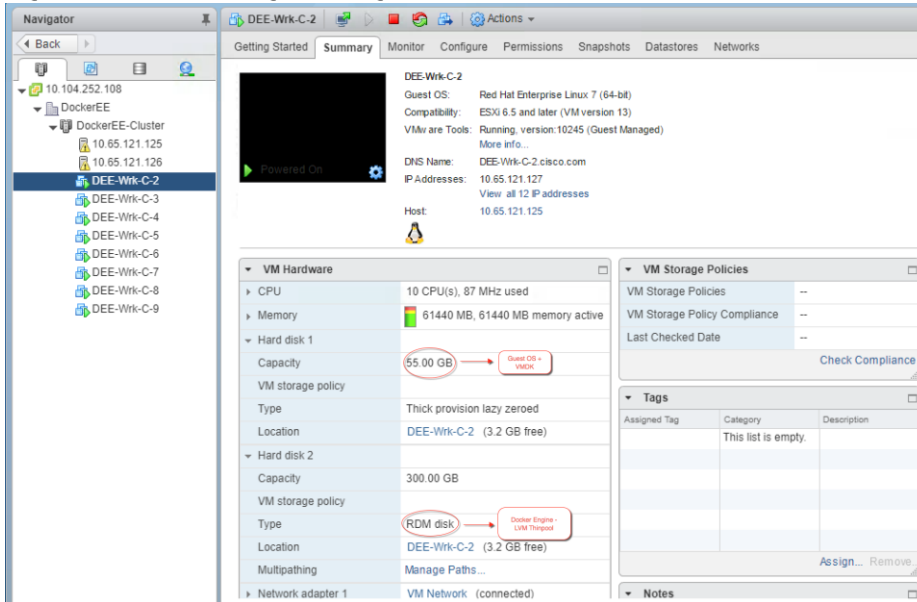 Navigator
DEE-Wrk-C-2
Actions
Back
Getting Started Summary Monitor Configure Permissions Snapshots Datastores Networks
10.104.252.108
DockerEE
DockerEE-Cluster
10.65.121.125
10.65.121.126
DEE-Wrk-C-2
DEE-Wrk-C-3
DEE-Wrk-C-4
DEE-Wrk-C-5
DEE-Wrk-C-6
DEE-Wrk-C-7
DEE-Wrk-C-8
DEE-Wrk-C-9
Powered On
DEE-Wrk-C-2
Guest OS: Red Hat Enterprise Linux 7 (64-bit)
Compatibility: ESXi 6.5 and later (VM version 13)
VMware Tools: Running, version:10245 (Guest Managed)
More info...
DNS Name: DEE-Wrk-C-2.cisco.com
IP Addresses: 10.65.121.127
View all 12 IP addresses
Host: 10.65.121.125
VM Hardware
CPU 10 CPU(s), 87 MHz used
Memory 61440 MB, 61440 MB memory active
Hard disk 1
Capacity 55.00 GB
Guest OS =
VMDK
VM storage policy
Type Thick provision lazy zeroed
Location DEE-Wrk-C-2 (3.2 GB free)
Hard disk 2
Capacity 300.00 GB
VM storage policy
Type RDM disk
Docker Engine -
LVM Thinpool
Location DEE-Wrk-C-2 (3.2 GB free)
Multipathing Manage Paths...
Network adapter 1 VM Network (connected)
VM Storage Policies
VM Storage Policies --
VM Storage Policy Compliance --
Last Checked Date --
Check Compliance
Tags
Assigned Tag Category Description
This list is empty.
Assign... Remove...
Notes